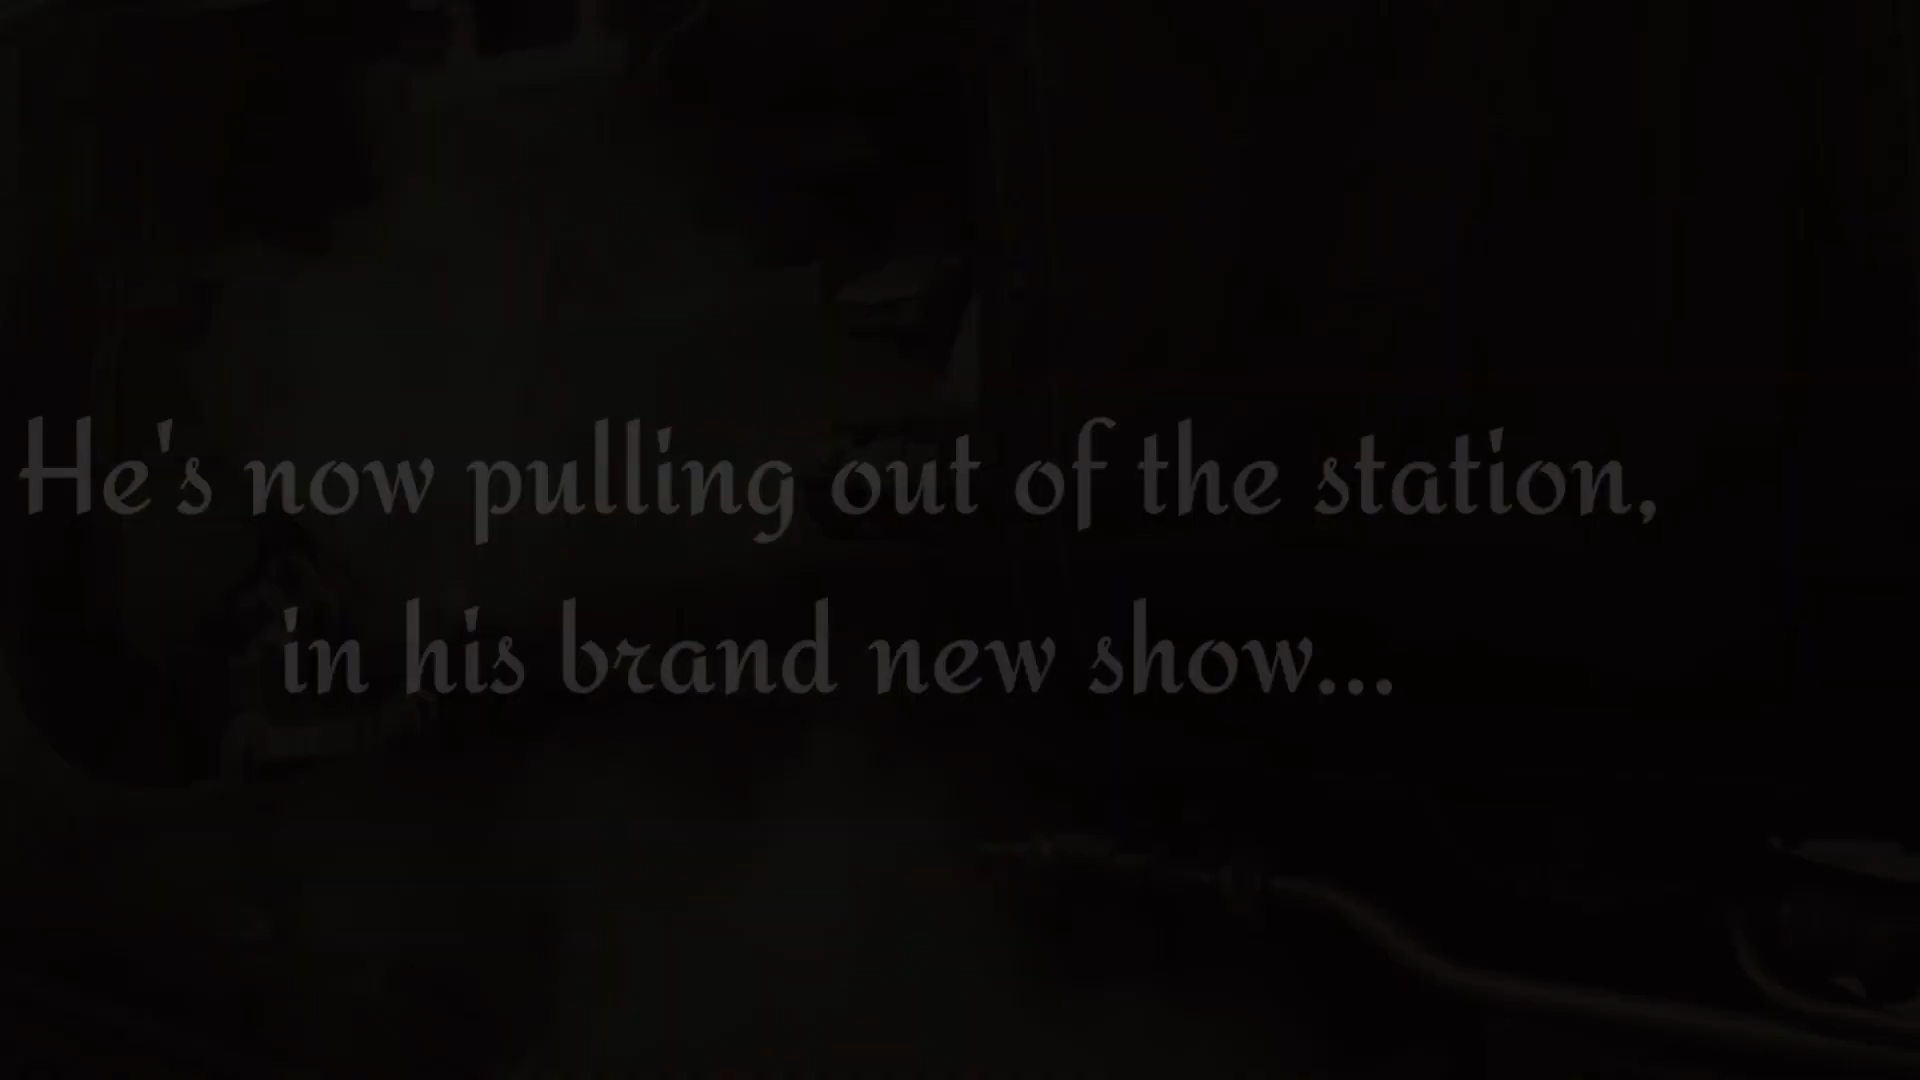 He's now pulling out of the station,
in his brand new show...